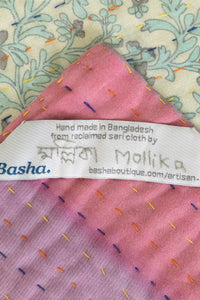 Hand made in Bangladesh
from reclaimed sari cloth by
মল্লিকা Mollika
Basha.
bashaboutique.com/artisan.